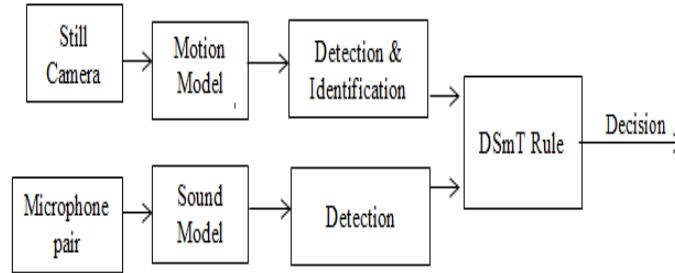 Still
Camera
Motion
Model
Detection &
Identification
DSmT Rule
Decision
Microphone
pair
Sound
Model
Detection